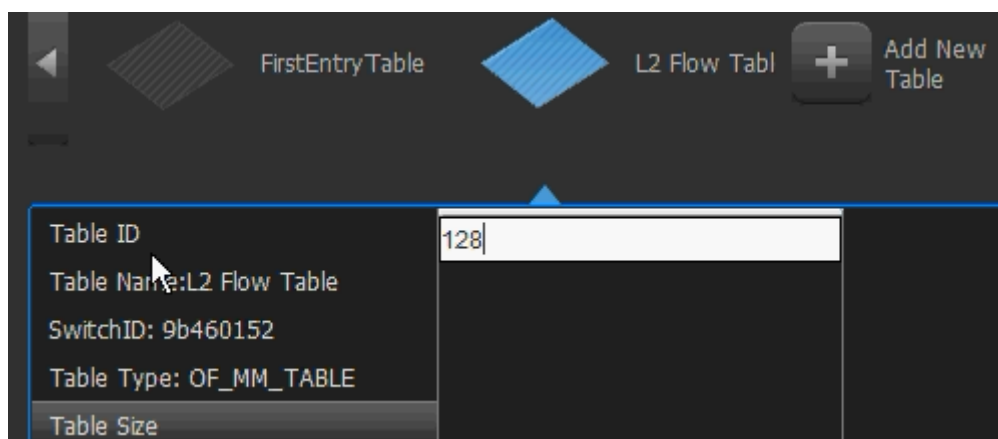 FirstEntryTable
L2 Flow Tabl
Add New
Table
Table ID
128
Table Name:L2 Flow Table
SwitchID: 9b460152
Table Type: OF_MM_TABLE
Table Size